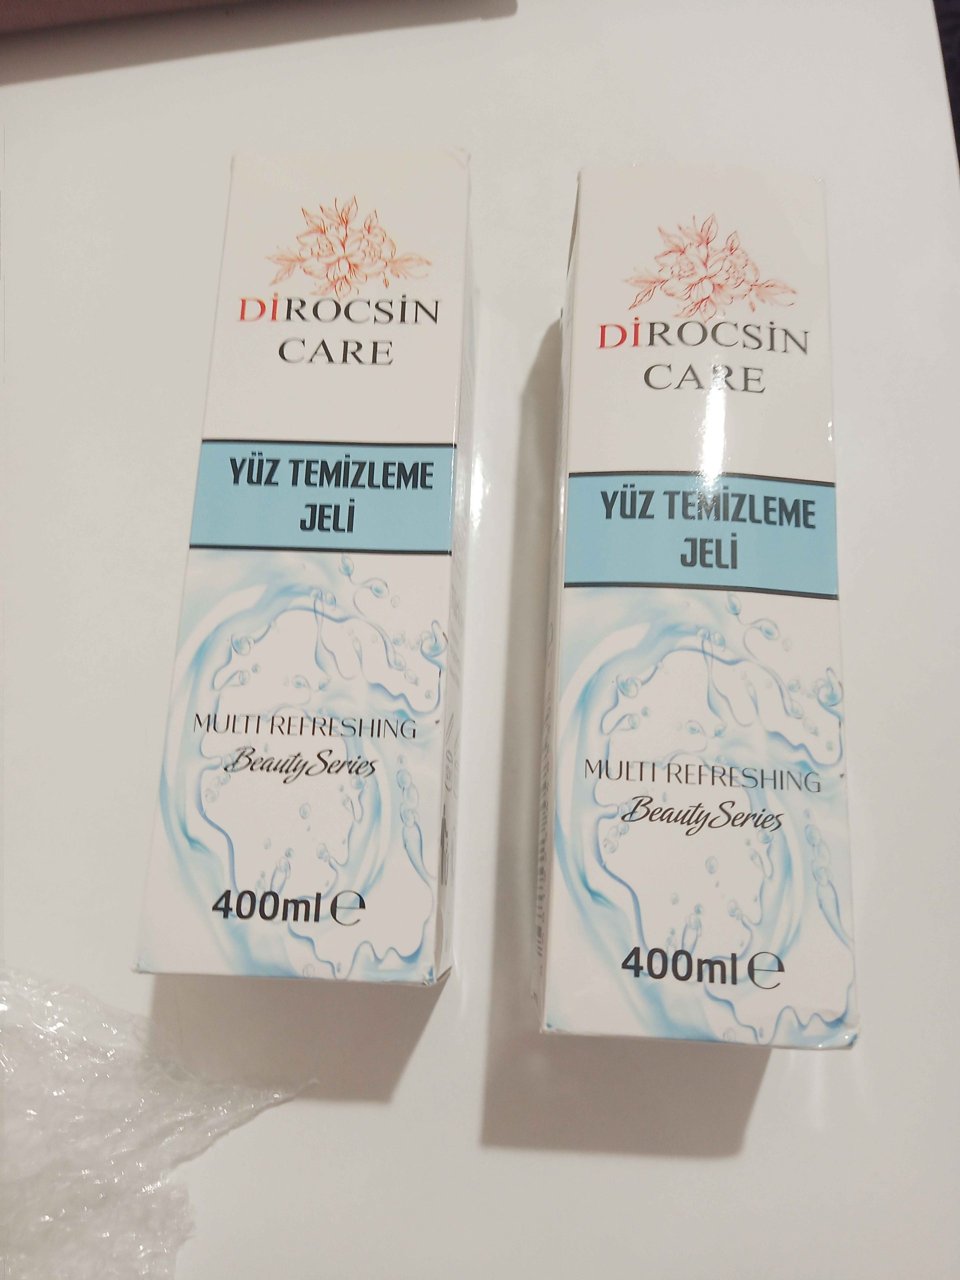 DİROCSİN
CARE
YÜZ TEMİZLEME
JELİ
MULTI REFRESHING
Beauty Series
400ml e
DİROCSİN
CARE
YÜZ TEMİZLEME
JELİ
MULTI REFRESHING
Beauty Series
400ml e